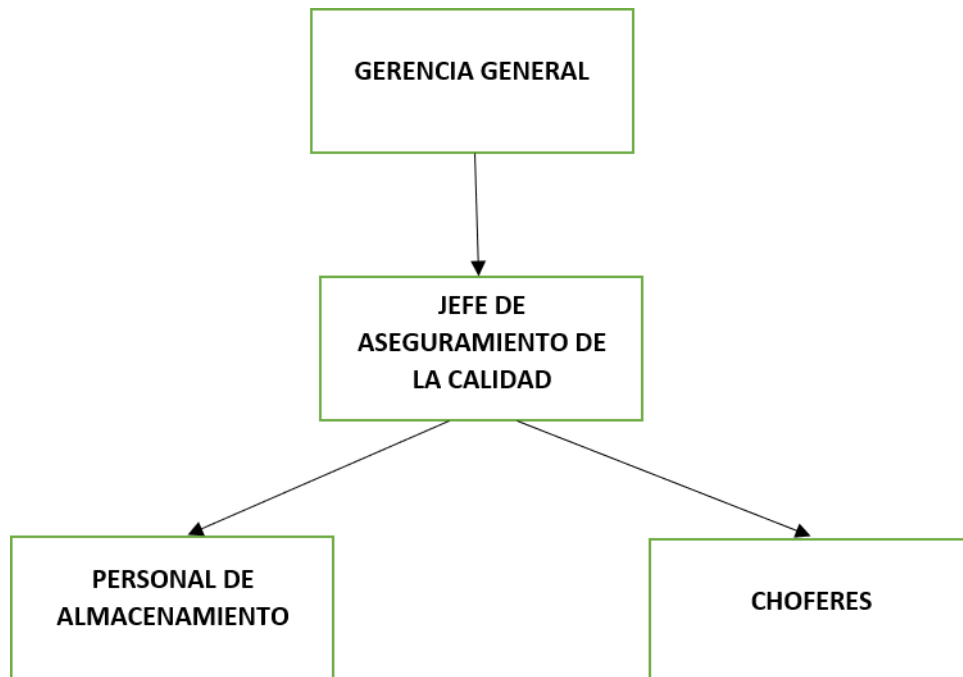 GERENCIA GENERAL
JEFE DE
ASEGURAMIENTO DE
LA CALIDAD
PERSONAL DE
ALMACENAMIENTO
CHOFERES